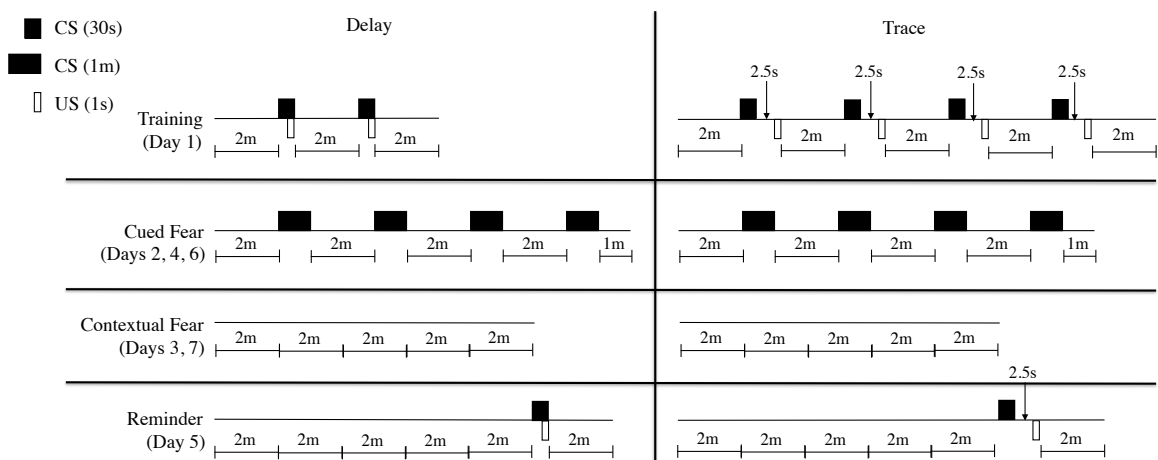 CS (30s)
CS (1m)
US (1s)
Delay
Trace
Training
(Day 1)
2m 2m 2m
2.5s 2.5s 2.5s 2.5s
2m 2m 2m 2m 2m
Cued Fear
(Days 2, 4, 6)
2m 2m 2m 2m 1m
2m 2m 2m 2m 1m
Contextual Fear
(Days 3, 7)
2m 2m 2m 2m 2m
2m 2m 2m 2m 2m
Reminder
(Day 5)
2m 2m 2m 2m 2m 2m
2.5s
2m 2m 2m 2m 2m 2m